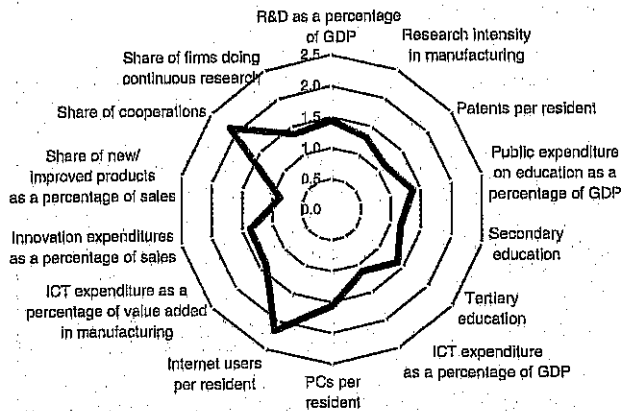 R&D as a percentage
of GDP
Research intensity
in manufacturing
Patents per resident
Public expenditure
on education as a
percentage of GDP
Secondary
education
Tertiary
education
ICT expenditure
as a percentage of GDP
PCs per
resident
Internet users
per resident
ICT expenditure as a
percentage of value added
in manufacturing
Innovation expenditures
as a percentage of sales
Share of new/
improved products
as a percentage of sales
Share of cooperations
Share of firms doing
continuous research
2.5
2.0
1.5
1.0
0.5
0.0